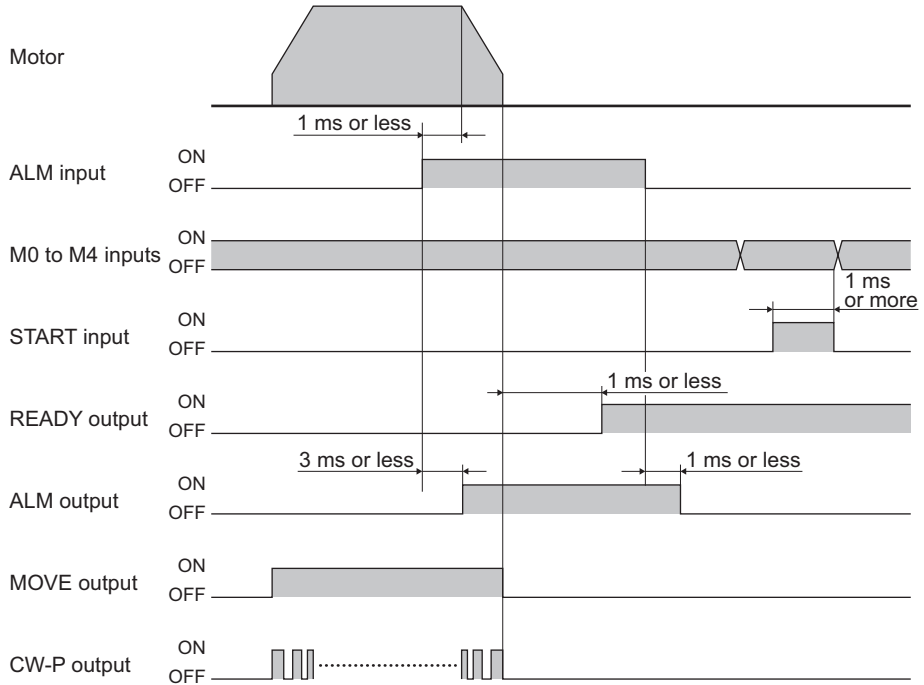 Motor
1 ms or less
ALM input
ON
OFF
M0 to M4 inputs
ON
OFF
1 ms
or more
START input
ON
OFF
READY output
ON
OFF
1 ms or less
ALM output
ON
OFF
3 ms or less
1 ms or less
MOVE output
ON
OFF
CW-P output
ON
OFF